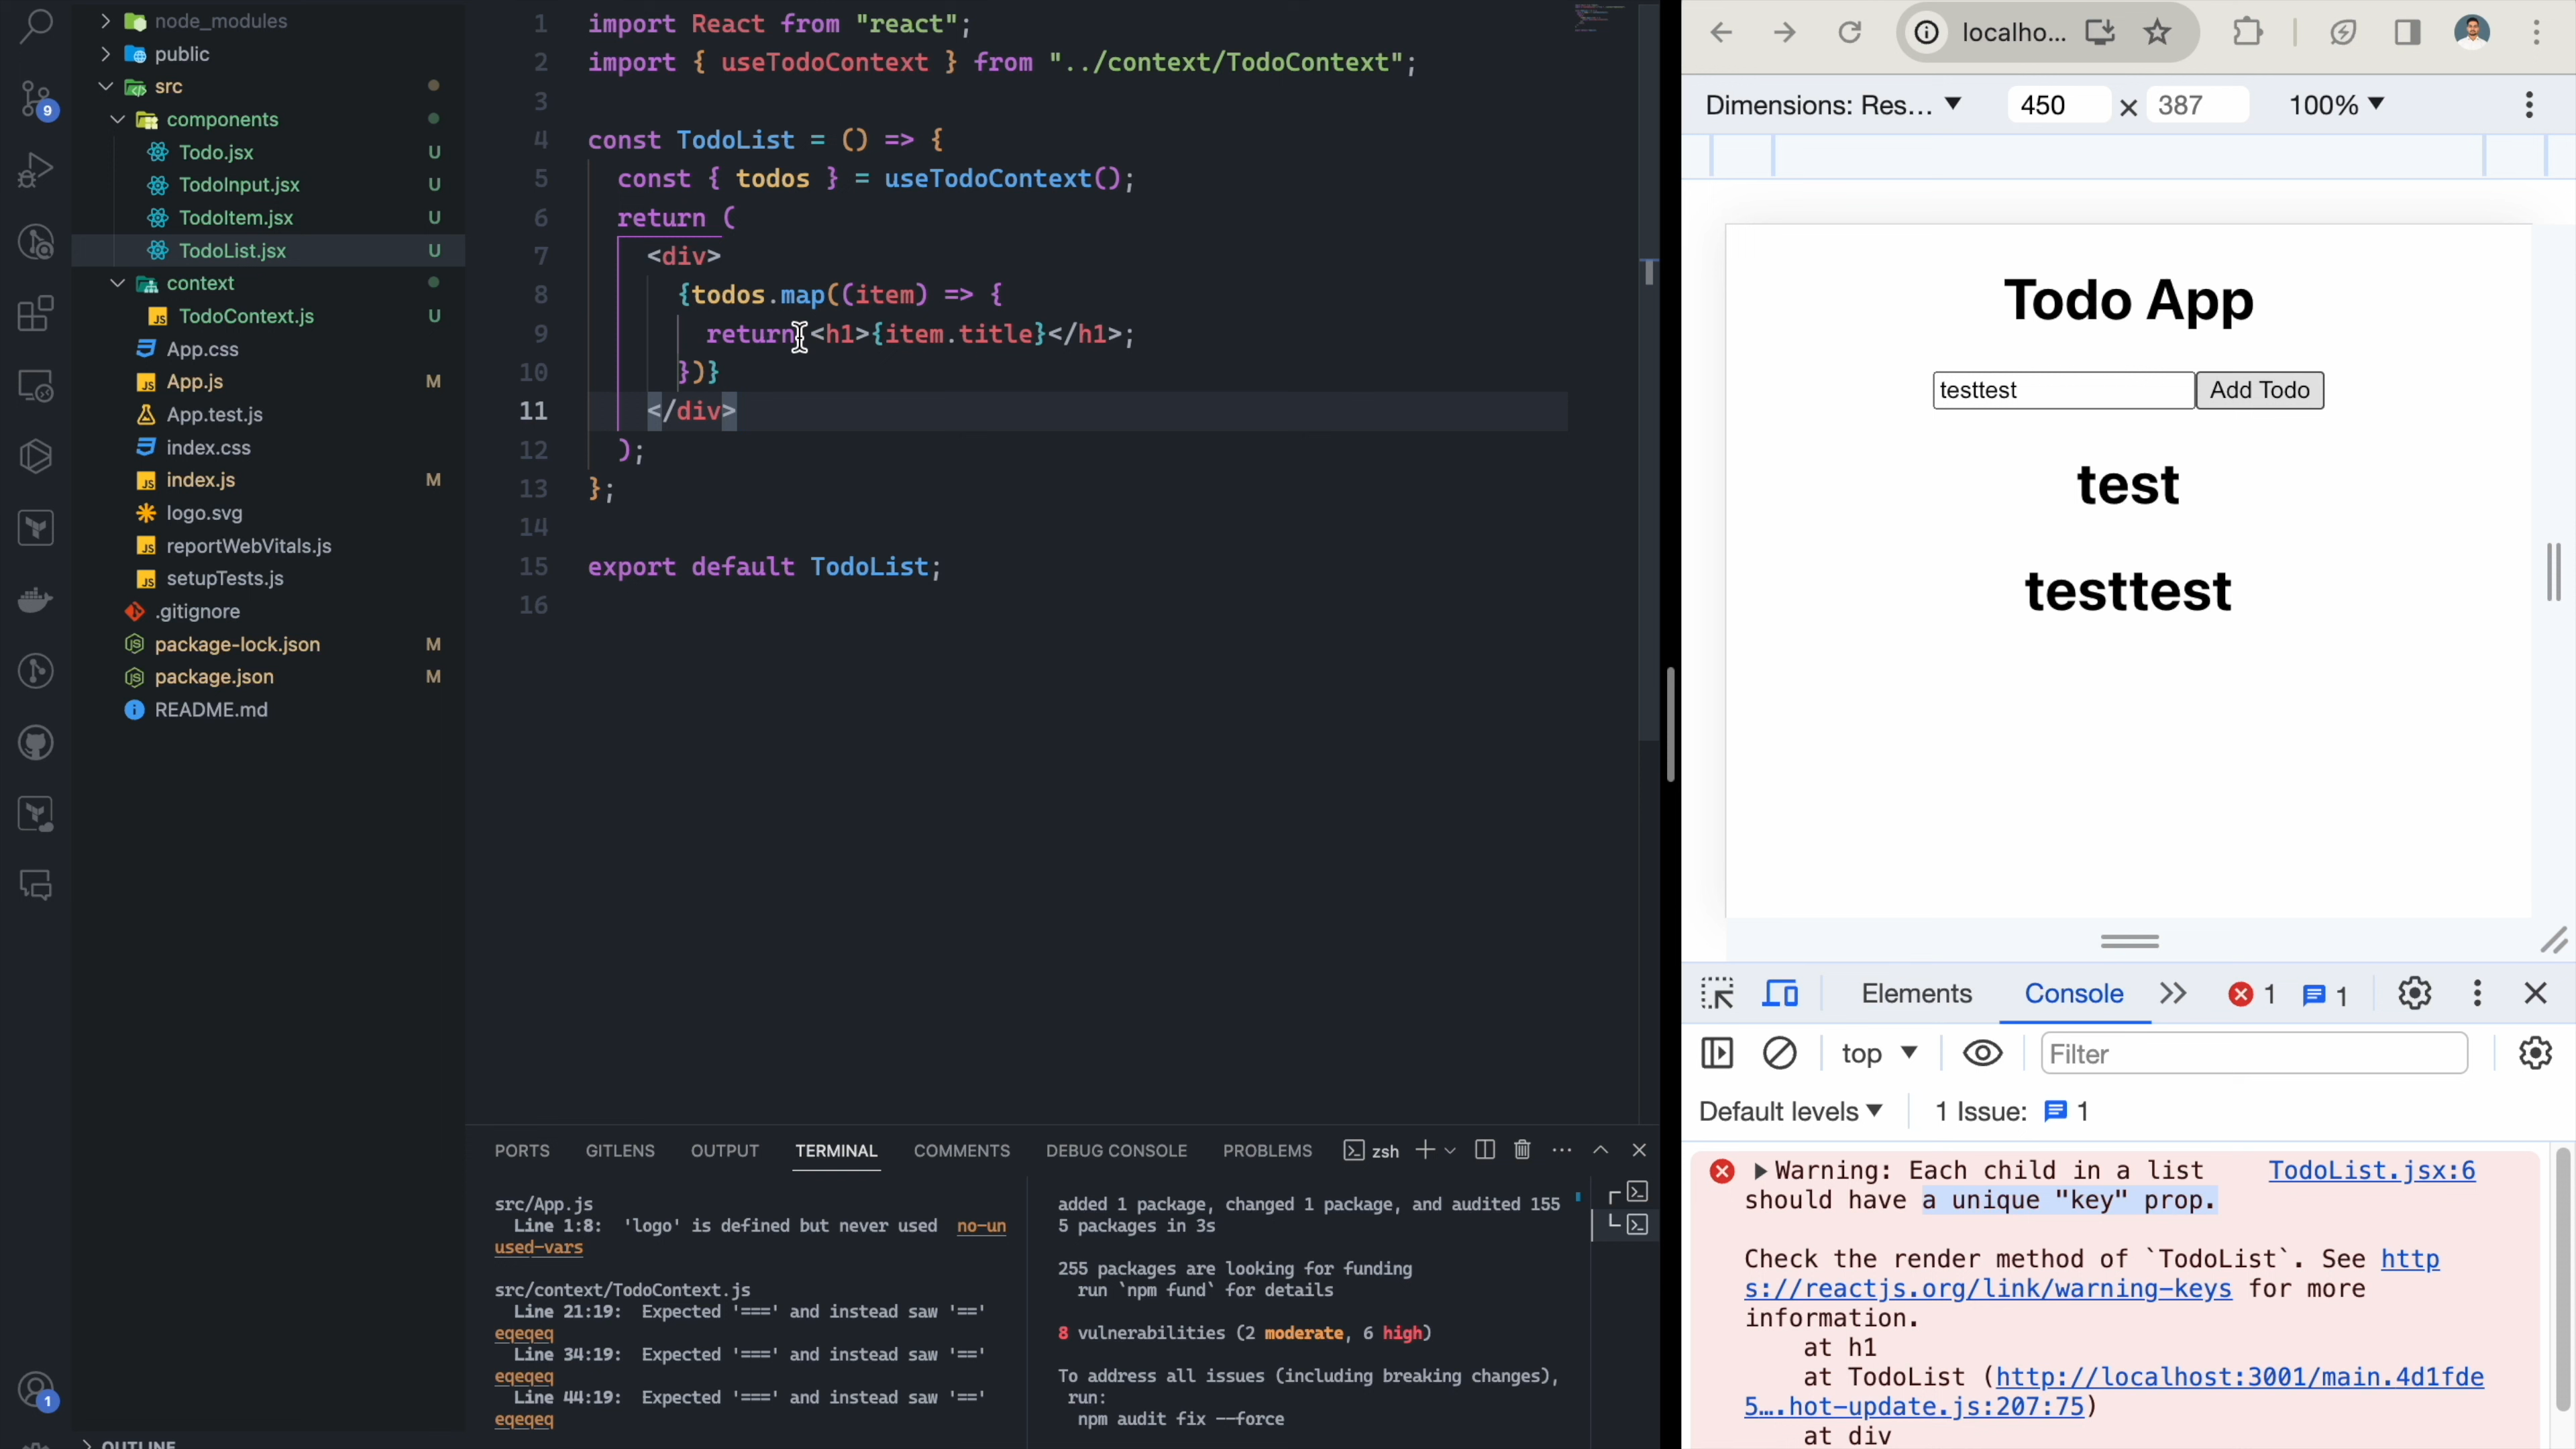 node_modules
public
src
components
Todo.jsx U
TodoInput.jsx U
TodoItem.jsx U
TodoList.jsx U
context
TodoContext.js U
App.css
App.js M
App.test.js
index.css
index.js M
logo.svg
reportWebVitals.js
setupTests.js
.gitignore
package-lock.json M
package.json M
README.md
OUTLINE
9
1
1 import React from "react";
2 import { useTodoContext } from "../context/TodoContext";
3
4 const TodoList = () => {
5 const { todos } = useTodoContext();
6 return (
7 <div>
8 {todos.map((item) => {
9 return <h1>{item.title}</h1>;
10 })}
11 </div>
12 );
13 };
14
15 export default TodoList;
16
PORTS GITLENS OUTPUT TERMINAL COMMENTS DEBUG CONSOLE PROBLEMS zsh
src/App.js
Line 1:8: 'logo' is defined but never used no-un
used-vars
src/context/TodoContext.js
Line 21:19: Expected '===' and instead saw '=='
eqeqeq
Line 34:19: Expected '===' and instead saw '=='
eqeqeq
Line 44:19: Expected '===' and instead saw '=='
eqeqeq
added 1 package, changed 1 package, and audited 155
5 packages in 3s
255 packages are looking for funding
run `npm fund` for details
8 vulnerabilities (2 moderate, 6 high)
To address all issues (including breaking changes),
run:
npm audit fix --force
localho...
Dimensions: Res... 450 × 387 100%
Todo App
testtest Add Todo
test
testtest
Elements Console 1 1
top Filter
Default levels 1 Issue: 1
Warning: Each child in a list TodoList.jsx:6
should have a unique "key" prop.
Check the render method of `TodoList`. See http
s://reactjs.org/link/warning-keys for more
information.
at h1
at TodoList (http://localhost:3001/main.4d1fde
5….hot-update.js:207:75)
at div